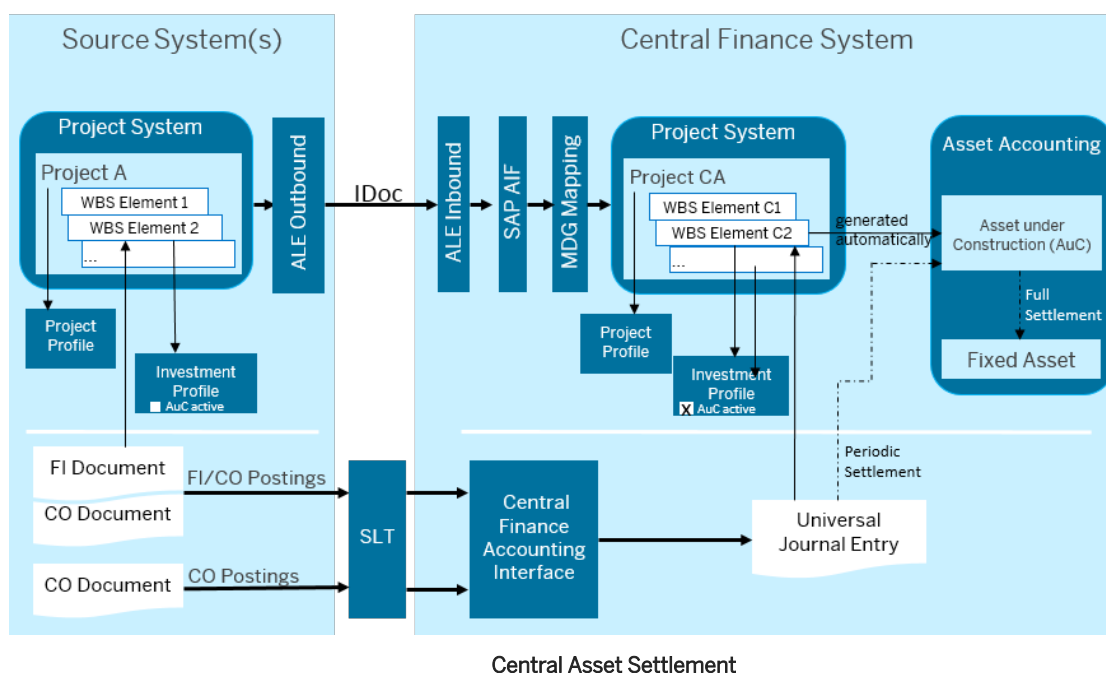 Source System(s)
Central Finance System
Project System
Project A
WBS Element 1
WBS Element 2
...
Project
Profile
Investment
Profile
AuC active
ALE Outbound
IDoc
ALE Inbound
SAP AIF
MDG Mapping
Project System
Project CA
WBS Element C1
WBS Element C2
...
Project
Profile
Investment
Profile
X AuC active
generated
automatically
Asset Accounting
Asset under
Construction (AuC)
Full
Settlement
Fixed Asset
Periodic
Settlement
FI Document
CO Document
FI/CO Postings
CO Document
CO Postings
SLT
Central
Finance
Accounting
Interface
Universal
Journal Entry
Central Asset Settlement